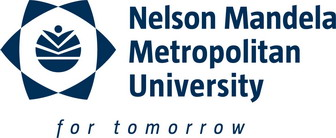 Nelson Mandela
Metropolitan
University
for tomorrow